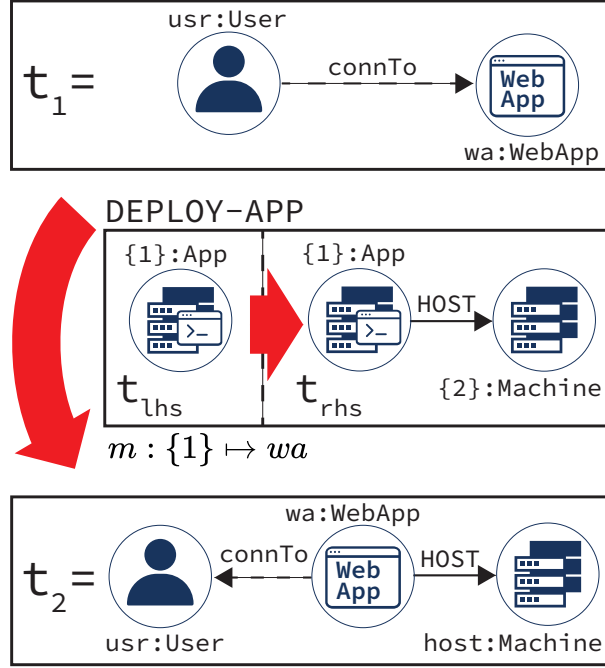 usr:User
t1=
connTo
Web
App
wa:WebApp
DEPLOY-APP
{1}:App
{1}:App
>_
>_
HOST
tlhs
trhs
{2}:Machine
m : {1} ↦ wa
wa:WebApp
t2=
connTo
Web
App
HOST
usr:User
host:Machine